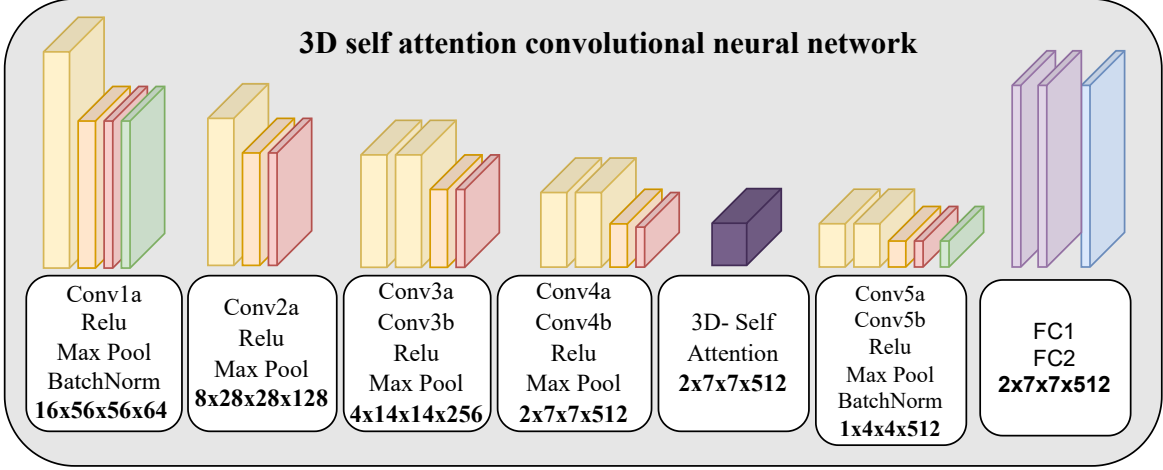 3D self attention convolutional neural network
Conv1a
Relu
Max Pool
BatchNorm
16x56x56x64
Conv2a
Relu
Max Pool
8x28x28x128
Conv3a
Conv3b
Relu
Max Pool
4x14x14x256
Conv4a
Conv4b
Relu
Max Pool
2x7x7x512
3D- Self
Attention
2x7x7x512
Conv5a
Conv5b
Relu
Max Pool
BatchNorm
1x4x4x512
FC1
FC2
2x7x7x512